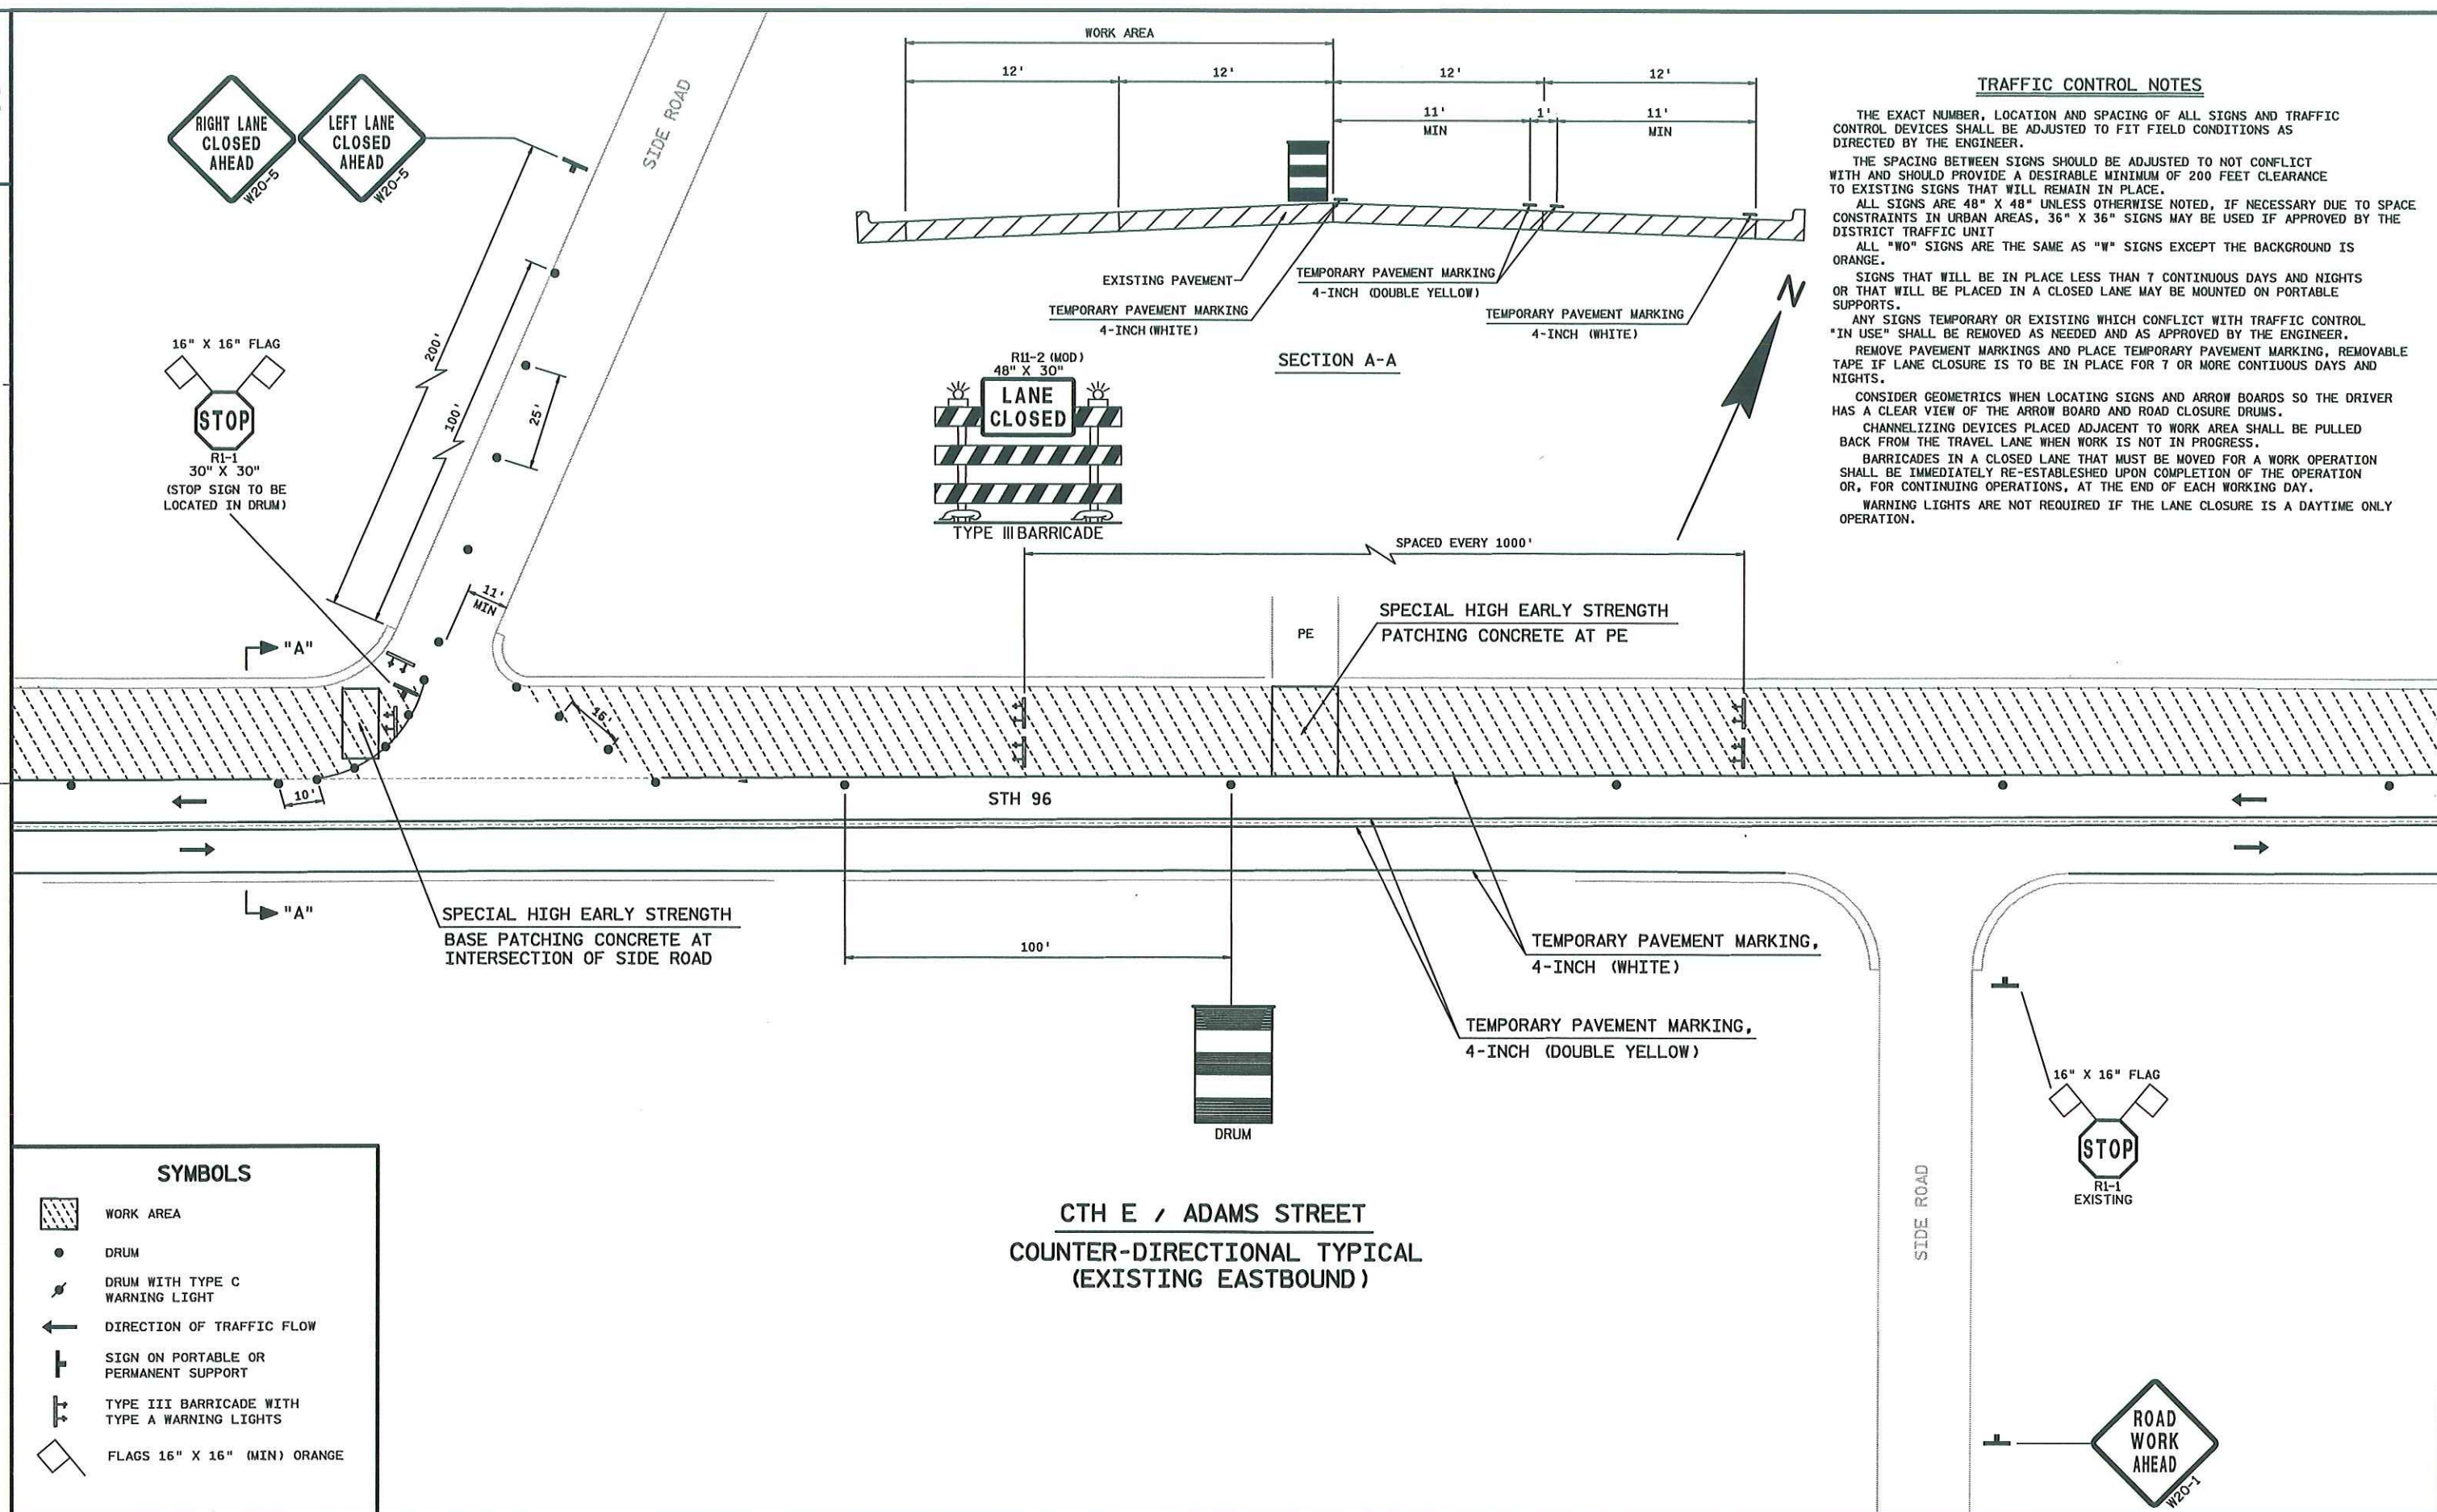 WORK AREA
12'
12'
12'
12'
11'
MIN
1'
11'
MIN
EXISTING PAVEMENT
TEMPORARY PAVEMENT MARKING
4-INCH (WHITE)
TEMPORARY PAVEMENT MARKING
4-INCH (DOUBLE YELLOW)
TEMPORARY PAVEMENT MARKING
4-INCH (WHITE)
SECTION A-A
RIGHT LANE
CLOSED
AHEAD
W20-5
LEFT LANE
CLOSED
AHEAD
W20-5
SIDE ROAD
200'
100'
25'
11'
MIN
16" X 16" FLAG
STOP
R1-1
30" X 30"
(STOP SIGN TO BE
LOCATED IN DRUM)
R11-2 (MOD)
48" X 30"
LANE
CLOSED
TYPE III BARRICADE
N
TRAFFIC CONTROL NOTES
THE EXACT NUMBER, LOCATION AND SPACING OF ALL SIGNS AND TRAFFIC
CONTROL DEVICES SHALL BE ADJUSTED TO FIT FIELD CONDITIONS AS
DIRECTED BY THE ENGINEER.
THE SPACING BETWEEN SIGNS SHOULD BE ADJUSTED TO NOT CONFLICT
WITH AND SHOULD PROVIDE A DESIRABLE MINIMUM OF 200 FEET CLEARANCE
TO EXISTING SIGNS THAT WILL REMAIN IN PLACE.
ALL SIGNS ARE 48" X 48" UNLESS OTHERWISE NOTED, IF NECESSARY DUE TO SPACE
CONSTRAINTS IN URBAN AREAS, 36" X 36" SIGNS MAY BE USED IF APPROVED BY THE
DISTRICT TRAFFIC UNIT
ALL "WO" SIGNS ARE THE SAME AS "W" SIGNS EXCEPT THE BACKGROUND IS
ORANGE.
SIGNS THAT WILL BE IN PLACE LESS THAN 7 CONTINUOUS DAYS AND NIGHTS
OR THAT WILL BE PLACED IN A CLOSED LANE MAY BE MOUNTED ON PORTABLE
SUPPORTS.
ANY SIGNS TEMPORARY OR EXISTING WHICH CONFLICT WITH TRAFFIC CONTROL
"IN USE" SHALL BE REMOVED AS NEEDED AND AS APPROVED BY THE ENGINEER.
REMOVE PAVEMENT MARKINGS AND PLACE TEMPORARY PAVEMENT MARKING, REMOVABLE
TAPE IF LANE CLOSURE IS TO BE IN PLACE FOR 7 OR MORE CONTIUOUS DAYS AND
NIGHTS.
CONSIDER GEOMETRICS WHEN LOCATING SIGNS AND ARROW BOARDS SO THE DRIVER
HAS A CLEAR VIEW OF THE ARROW BOARD AND ROAD CLOSURE DRUMS.
CHANNELIZING DEVICES PLACED ADJACENT TO WORK AREA SHALL BE PULLED
BACK FROM THE TRAVEL LANE WHEN WORK IS NOT IN PROGRESS.
BARRICADES IN A CLOSED LANE THAT MUST BE MOVED FOR A WORK OPERATION
SHALL BE IMMEDIATELY RE-ESTABLESHED UPON COMPLETION OF THE OPERATION
OR, FOR CONTINUING OPERATIONS, AT THE END OF EACH WORKING DAY.
WARNING LIGHTS ARE NOT REQUIRED IF THE LANE CLOSURE IS A DAYTIME ONLY
OPERATION.
SPACED EVERY 1000'
PE
SPECIAL HIGH EARLY STRENGTH
PATCHING CONCRETE AT PE
"A"
16'
10'
STH 96
"A"
SPECIAL HIGH EARLY STRENGTH
BASE PATCHING CONCRETE AT
INTERSECTION OF SIDE ROAD
100'
TEMPORARY PAVEMENT MARKING,
4-INCH (WHITE)
TEMPORARY PAVEMENT MARKING,
4-INCH (DOUBLE YELLOW)
DRUM
SIDE ROAD
16" X 16" FLAG
STOP
R1-1
EXISTING
ROAD
WORK
AHEAD
W20-1
CTH E / ADAMS STREET
COUNTER-DIRECTIONAL TYPICAL
(EXISTING EASTBOUND)
SYMBOLS
WORK AREA
DRUM
DRUM WITH TYPE C
WARNING LIGHT
DIRECTION OF TRAFFIC FLOW
SIGN ON PORTABLE OR
PERMANENT SUPPORT
TYPE III BARRICADE WITH
TYPE A WARNING LIGHTS
FLAGS 16" X 16" (MIN) ORANGE